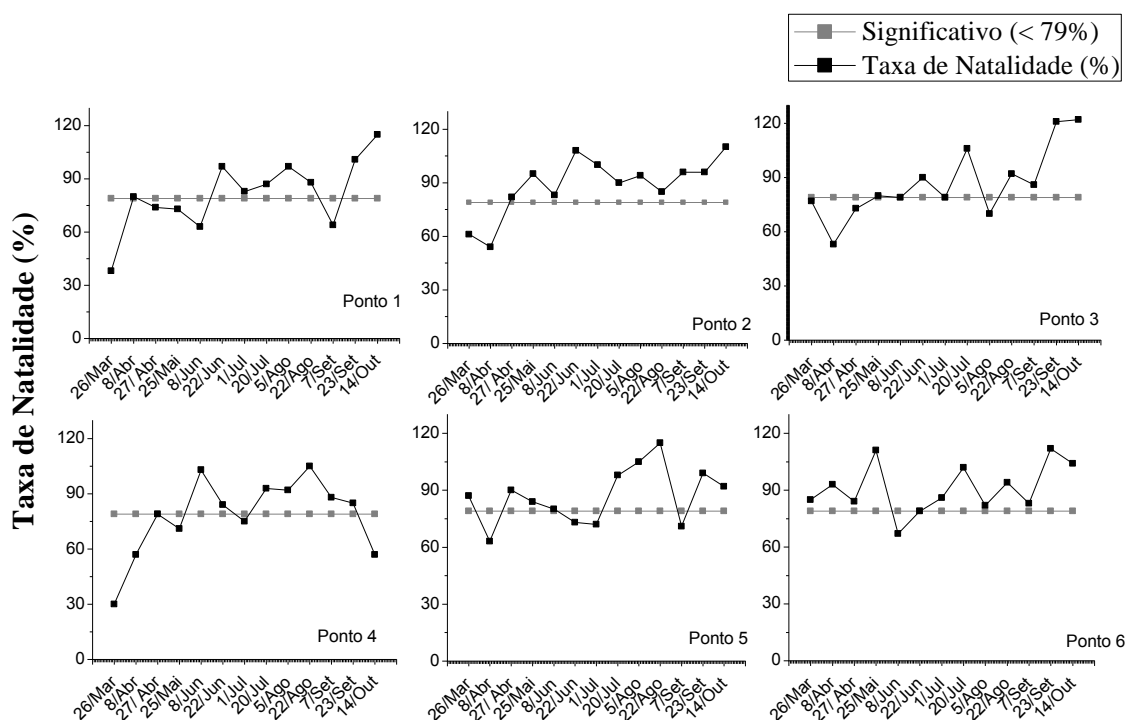 Significativo (< 79%)
Taxa de Natalidade (%)
Taxa de Natalidade (%)
120
90
60
30
0
Ponto 1
26/Mar
8/Abr
27/ Abr
25/Mai
8/Jun
22/Jun
1/Jul
20/Jul
5/Ago
22/Ago
7/Set
23/Set
14/Out
120
90
60
30
0
Ponto 2
26/Mar
8/Abr
27/ Abr
25/Mai
8/Jun
22/Jun
1/Jul
20/Jul
5/Ago
22/Ago
7/Set
23/Set
14/Out
120
90
60
30
0
Ponto 3
26/Mar
8/Abr
27/ Abr
25/Mai
8/Jun
22/Jun
1/Jul
20/Jul
5/Ago
22/Ago
7/Set
23/Set
14/Out
120
90
60
30
0
Ponto 4
26/Mar
8/Abr
27/ Abr
25/Mai
8/Jun
22/Jun
1/Jul
20/Jul
5/Ago
22/Ago
7/Set
23/Set
14/Out
120
90
60
30
0
Ponto 5
26/Mar
8/Abr
27/ Abr
25/Mai
8/Jun
22/Jun
1/Jul
20/Jul
5/Ago
22/Ago
7/Set
23/Set
14/Out
120
90
60
30
0
Ponto 6
26/Mar
8/Abr
27/ Abr
25/Mai
8/Jun
22/Jun
1/Jul
20/Jul
5/Ago
22/Ago
7/Set
23/Set
14/Out